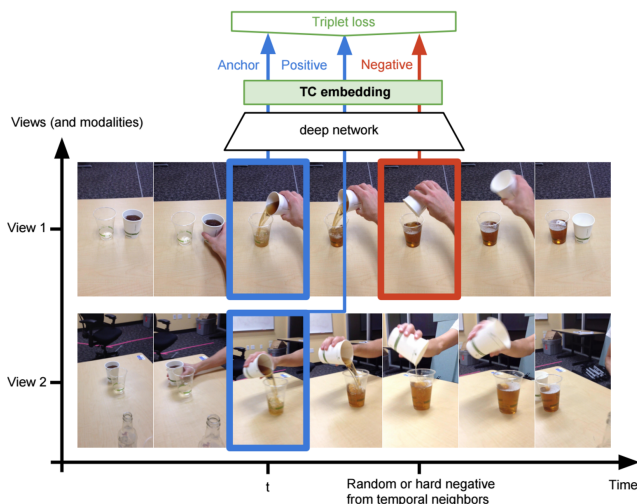 Triplet loss
Anchor Positive Negative
TC embedding
deep network
Views (and modalities)
View 1
View 2
t
Random or hard negative
from temporal neighbors
Time